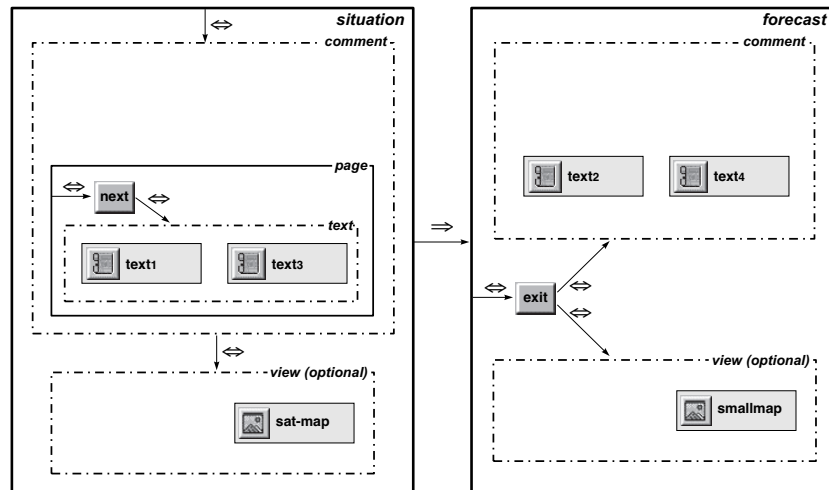 situation
⇔
comment
page
⇔
next
⇔
text
text1
text3
⇔
view (optional)
sat-map
⇒
forecast
comment
text2
text4
⇔
exit
⇔
⇔
view (optional)
smallmap